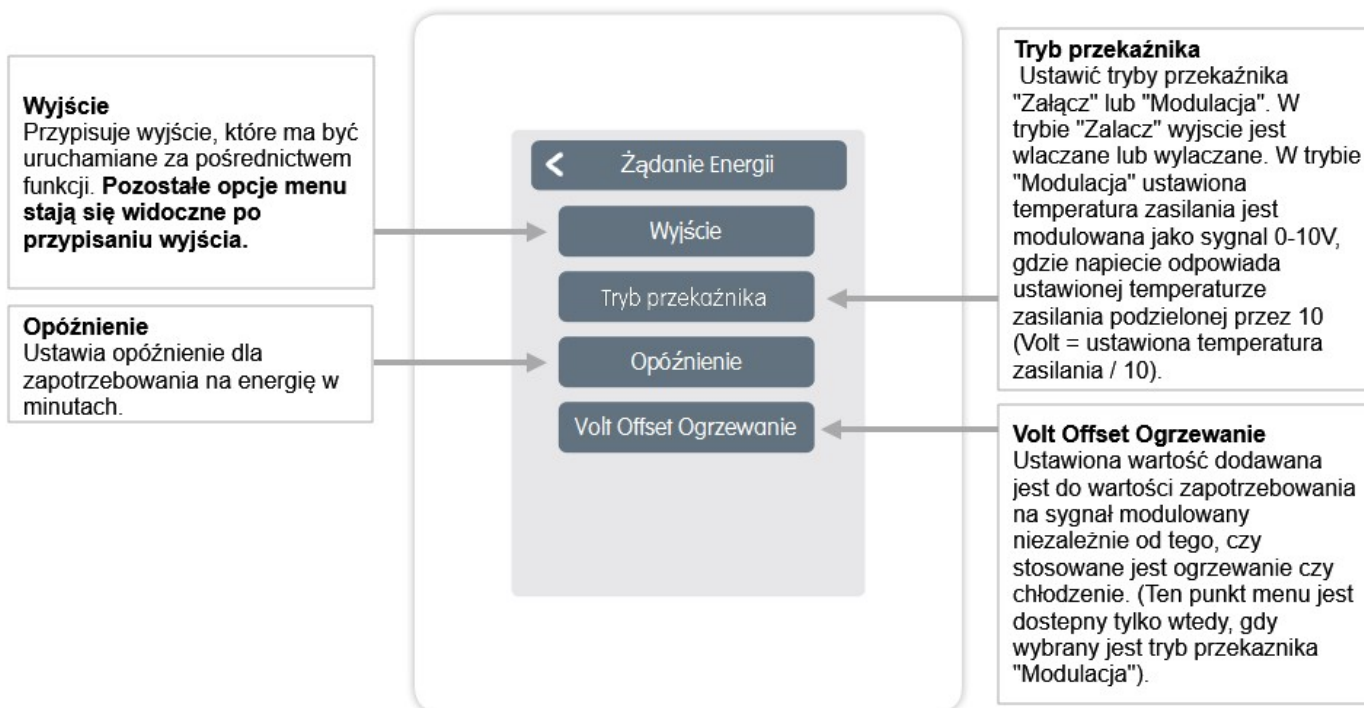 Wyjście
Przypisuje wyjście, które ma być
uruchamiane za pośrednictwem
funkcji. Pozostałe opcje menu
stają się widoczne po
przypisaniu wyjścia.
Opóźnienie
Ustawia opóźnienie dla
zapotrzebowania na energię w
minutach.
Żądanie Energii
Wyjście
Tryb przekaźnika
Opóźnienie
Volt Offset Ogrzewanie
Tryb przekaźnika
Ustawić tryby przekaźnika
"Załącz" lub "Modulacja". W
trybie "Zalacz" wyjscie jest
wlaczane lub wylaczane. W trybie
"Modulacja" ustawiona
temperatura zasilania jest
modulowana jako sygnal 0-10V,
gdzie napiecie odpowiada
ustawionej temperaturze
zasilania podzielonej przez 10
(Volt = ustawiona temperatura
zasilania / 10).
Volt Offset Ogrzewanie
Ustawiona wartość dodawana
jest do wartości zapotrzebowania
na sygnał modulowany
niezależnie od tego, czy
stosowane jest ogrzewanie czy
chłodzenie. (Ten punkt menu jest
dostepny tylko wtedy, gdy
wybrany jest tryb przekaznika
"Modulacja").